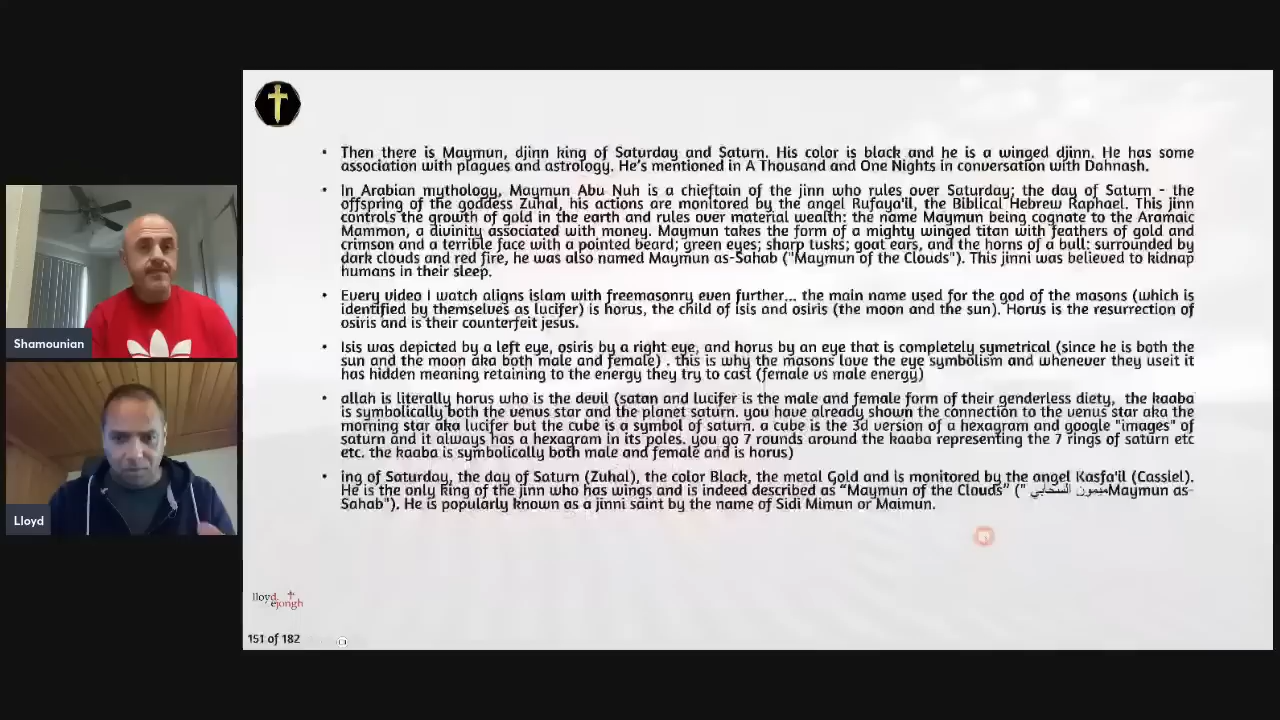 • Then there is Maymun, djinn king of Saturday and Saturn. His color is black and he is a winged djinn. He has some
association with plagues and astrology. He's mentioned in A Thousand and One Nights in conversation with Dahnash.
• In Arabian mythology, Maymun Abu Nuh is a chieftain of the jinn who rules over Saturday; the day of Saturn - the
offspring of the goddess Zuhal, his actions are monitored by the angel Rufaya'il, the Biblical Hebrew Raphael. This jinn
controls the growth of gold in the earth and rules over material wealth: the name Maymun being cognate to the Aramaic
Mammon, a divinity associated with money. Maymun takes the form of a mighty winged titan with feathers of gold and
crimson and a terrible face with a pointed beard; green eyes; sharp tusks; goat ears, and the horns of a bull: surrounded by
dark clouds and red fire, he was also named Maymun as-Sahab ("Maymun of the Clouds"). This jinni was believed to kidnap
humans in their sleep.
• Every video I watch aligns islam with freemasonry even further... the main name used for the god of the masons (which is
identified by themselves as lucifer) is horus, the child of isis and osiris (the moon and the sun). Horus is the resurrection of
osiris and is their counterfeit jesus.
• Isis was depicted by a left eye, osiris by a right eye, and horus by an eye that is completely symetrical (since he is both the
Shamounian
sun and the moon aka both male and female) . this is why the masons love the eye symbolism and whenever they useit it
has hidden meaning retaining to the energy they try to cast (female vs male energy)
• allah is literally horus who is the devil (satan and lucifer is the male and female form of their genderless diety, the kaaba
is symbolically both the venus star and the planet saturn. you have already shown the connection to the venus star aka the
morning star aka lucifer but the cube is a symbol of saturn. a cube is the 3d version of a hexagram and google "images" of
saturn and it always has a hexagram in its poles. you go 7 rounds around the kaaba representing the 7 rings of saturn etc
etc. the kaaba is symbolically both male and female and is horus)
• ing of Saturday, the day of Saturn (Zuhal), the color Black, the metal Gold and is monitored by the angel Kasfa'il (Cassiel).
He is the only king of the jinn who has wings and is indeed described as “Maymun of the Clouds” (" ميمون السحابي Maymun as-
Sahab"). He is popularly known as a jinni saint by the name of Sidi Mimun or Maimun.
Lloyd
lloyd
ejongh
151 of 182